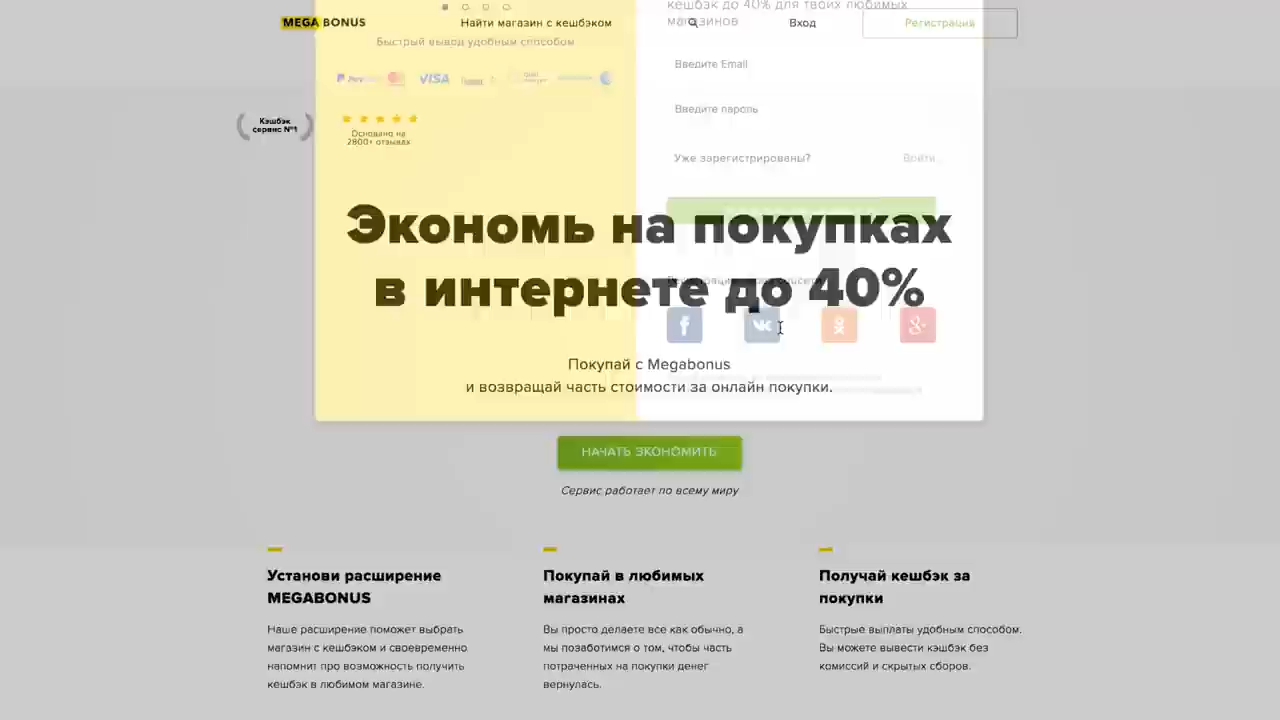 кешбэк до 40% для твоих любимых
магазинов
MEGA BONUS
Найти магазин с кешбэком
Вход
Регистрация
Быстрый вывод удобным способом
VISA
Введите Email
Введите пароль
Кэшбэк
сервис №1
Основано на
2800+ отзывах
Уже зарегистрированы?
Войти
Экономь на покупках
в интернете до 40%
Покупай с Megabonus
и возвращай часть стоимости за онлайн покупки.
НАЧАТЬ ЭКОНОМИТЬ
Сервис работает по всему миру
Установи расширение
MEGABONUS
Наше расширение поможет выбрать
магазин с кешбэком и своевременно
напомнит про возможность получить
кешбэк в любимом магазине.
Покупай в любимых
магазинах
Вы просто делаете все как обычно, а
мы позаботимся о том, чтобы часть
потраченных на покупки денег
вернулась.
Получай кешбэк за
покупки
Быстрые выплаты удобным способом.
Вы можете вывести кэшбэк без
комиссий и скрытых сборов.